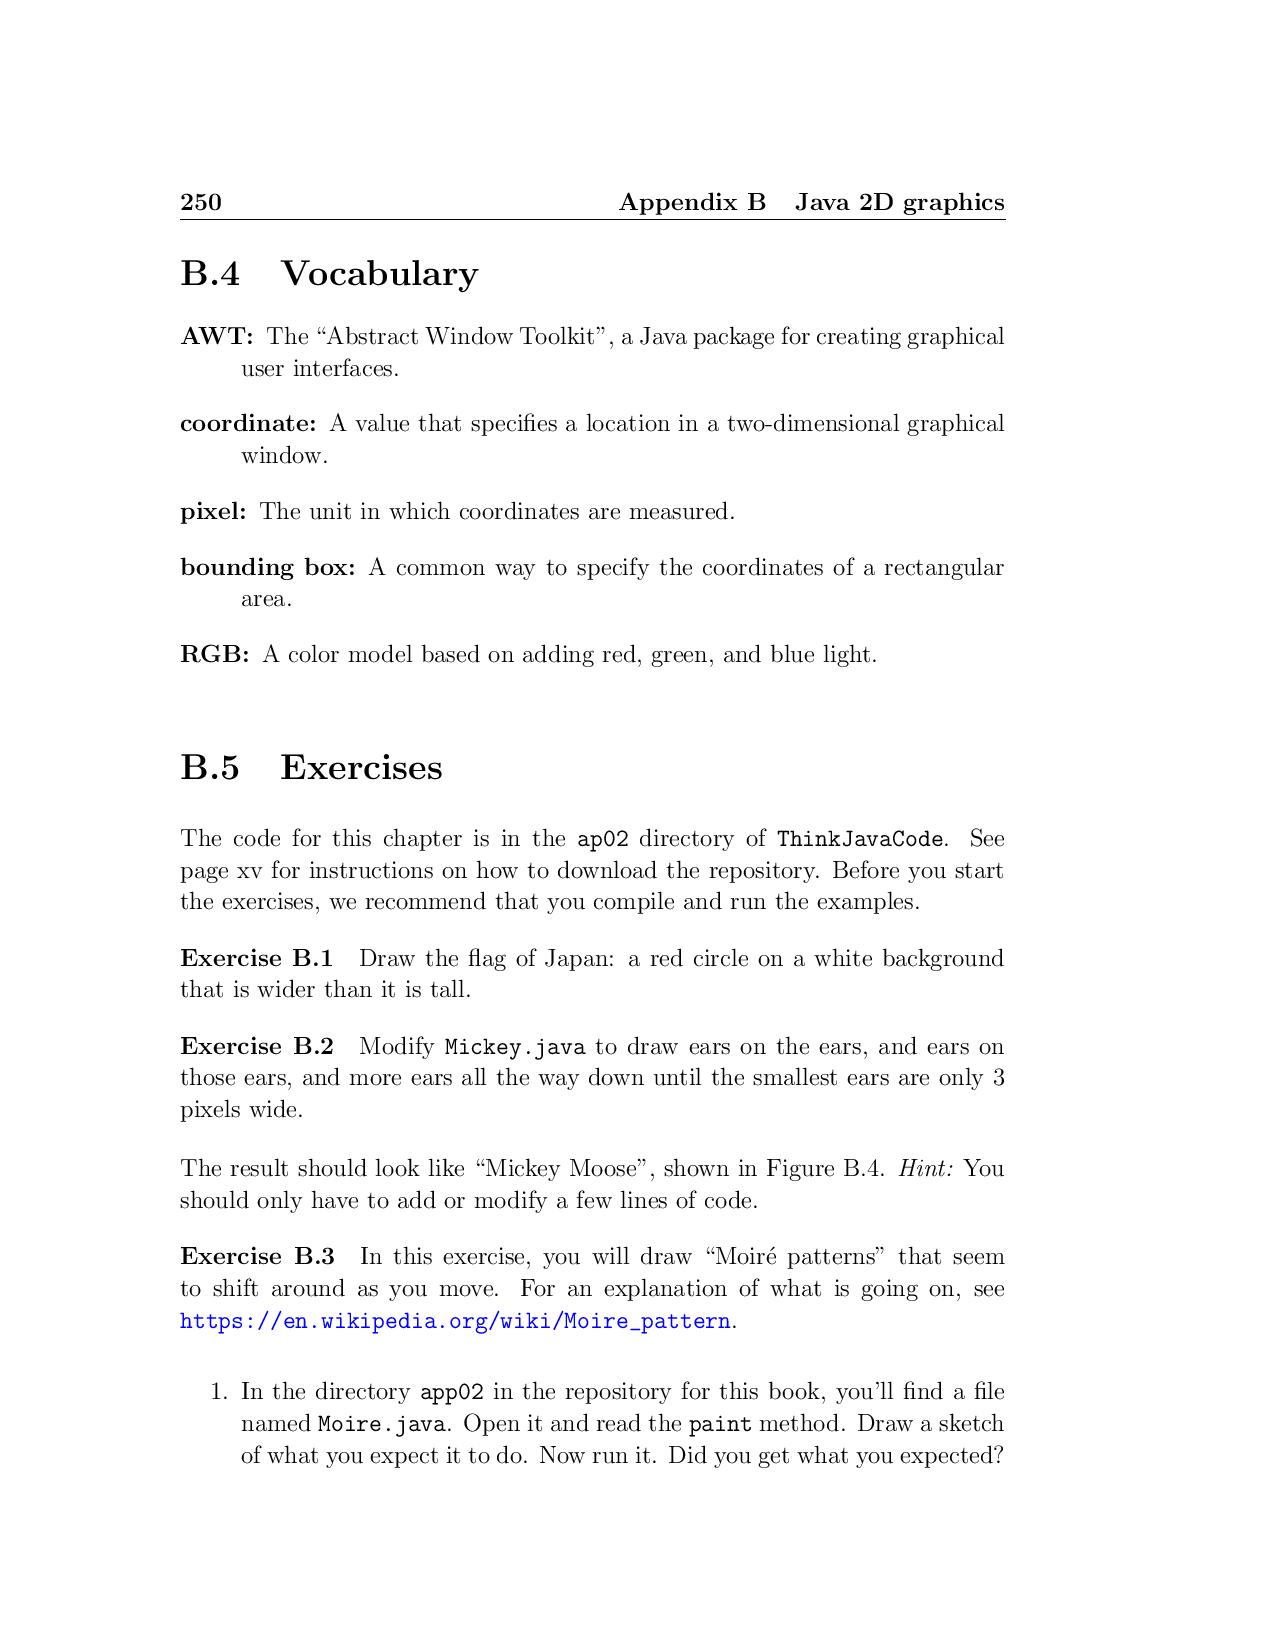 250 Appendix B Java 2D graphics
B.4 Vocabulary
AWT: The “Abstract Window Toolkit”, a Java package for creating graphical
user interfaces.
coordinate: A value that specifies a location in a two-dimensional graphical
window.
pixel: The unit in which coordinates are measured.
bounding box: A common way to specify the coordinates of a rectangular
area.
RGB: A color model based on adding red, green, and blue light.
B.5 Exercises
The code for this chapter is in the ap02 directory of ThinkJavaCode. See
page xv for instructions on how to download the repository. Before you start
the exercises, we recommend that you compile and run the examples.
Exercise B.1 Draw the flag of Japan: a red circle on a white background
that is wider than it is tall.
Exercise B.2 Modify Mickey.java to draw ears on the ears, and ears on
those ears, and more ears all the way down until the smallest ears are only 3
pixels wide.
The result should look like “Mickey Moose”, shown in Figure B.4. Hint: You
should only have to add or modify a few lines of code.
Exercise B.3 In this exercise, you will draw “Moiré patterns” that seem
to shift around as you move. For an explanation of what is going on, see
https://en.wikipedia.org/wiki/Moire_pattern.
1. In the directory app02 in the repository for this book, you’ll find a file
named Moire.java. Open it and read the paint method. Draw a sketch
of what you expect it to do. Now run it. Did you get what you expected?